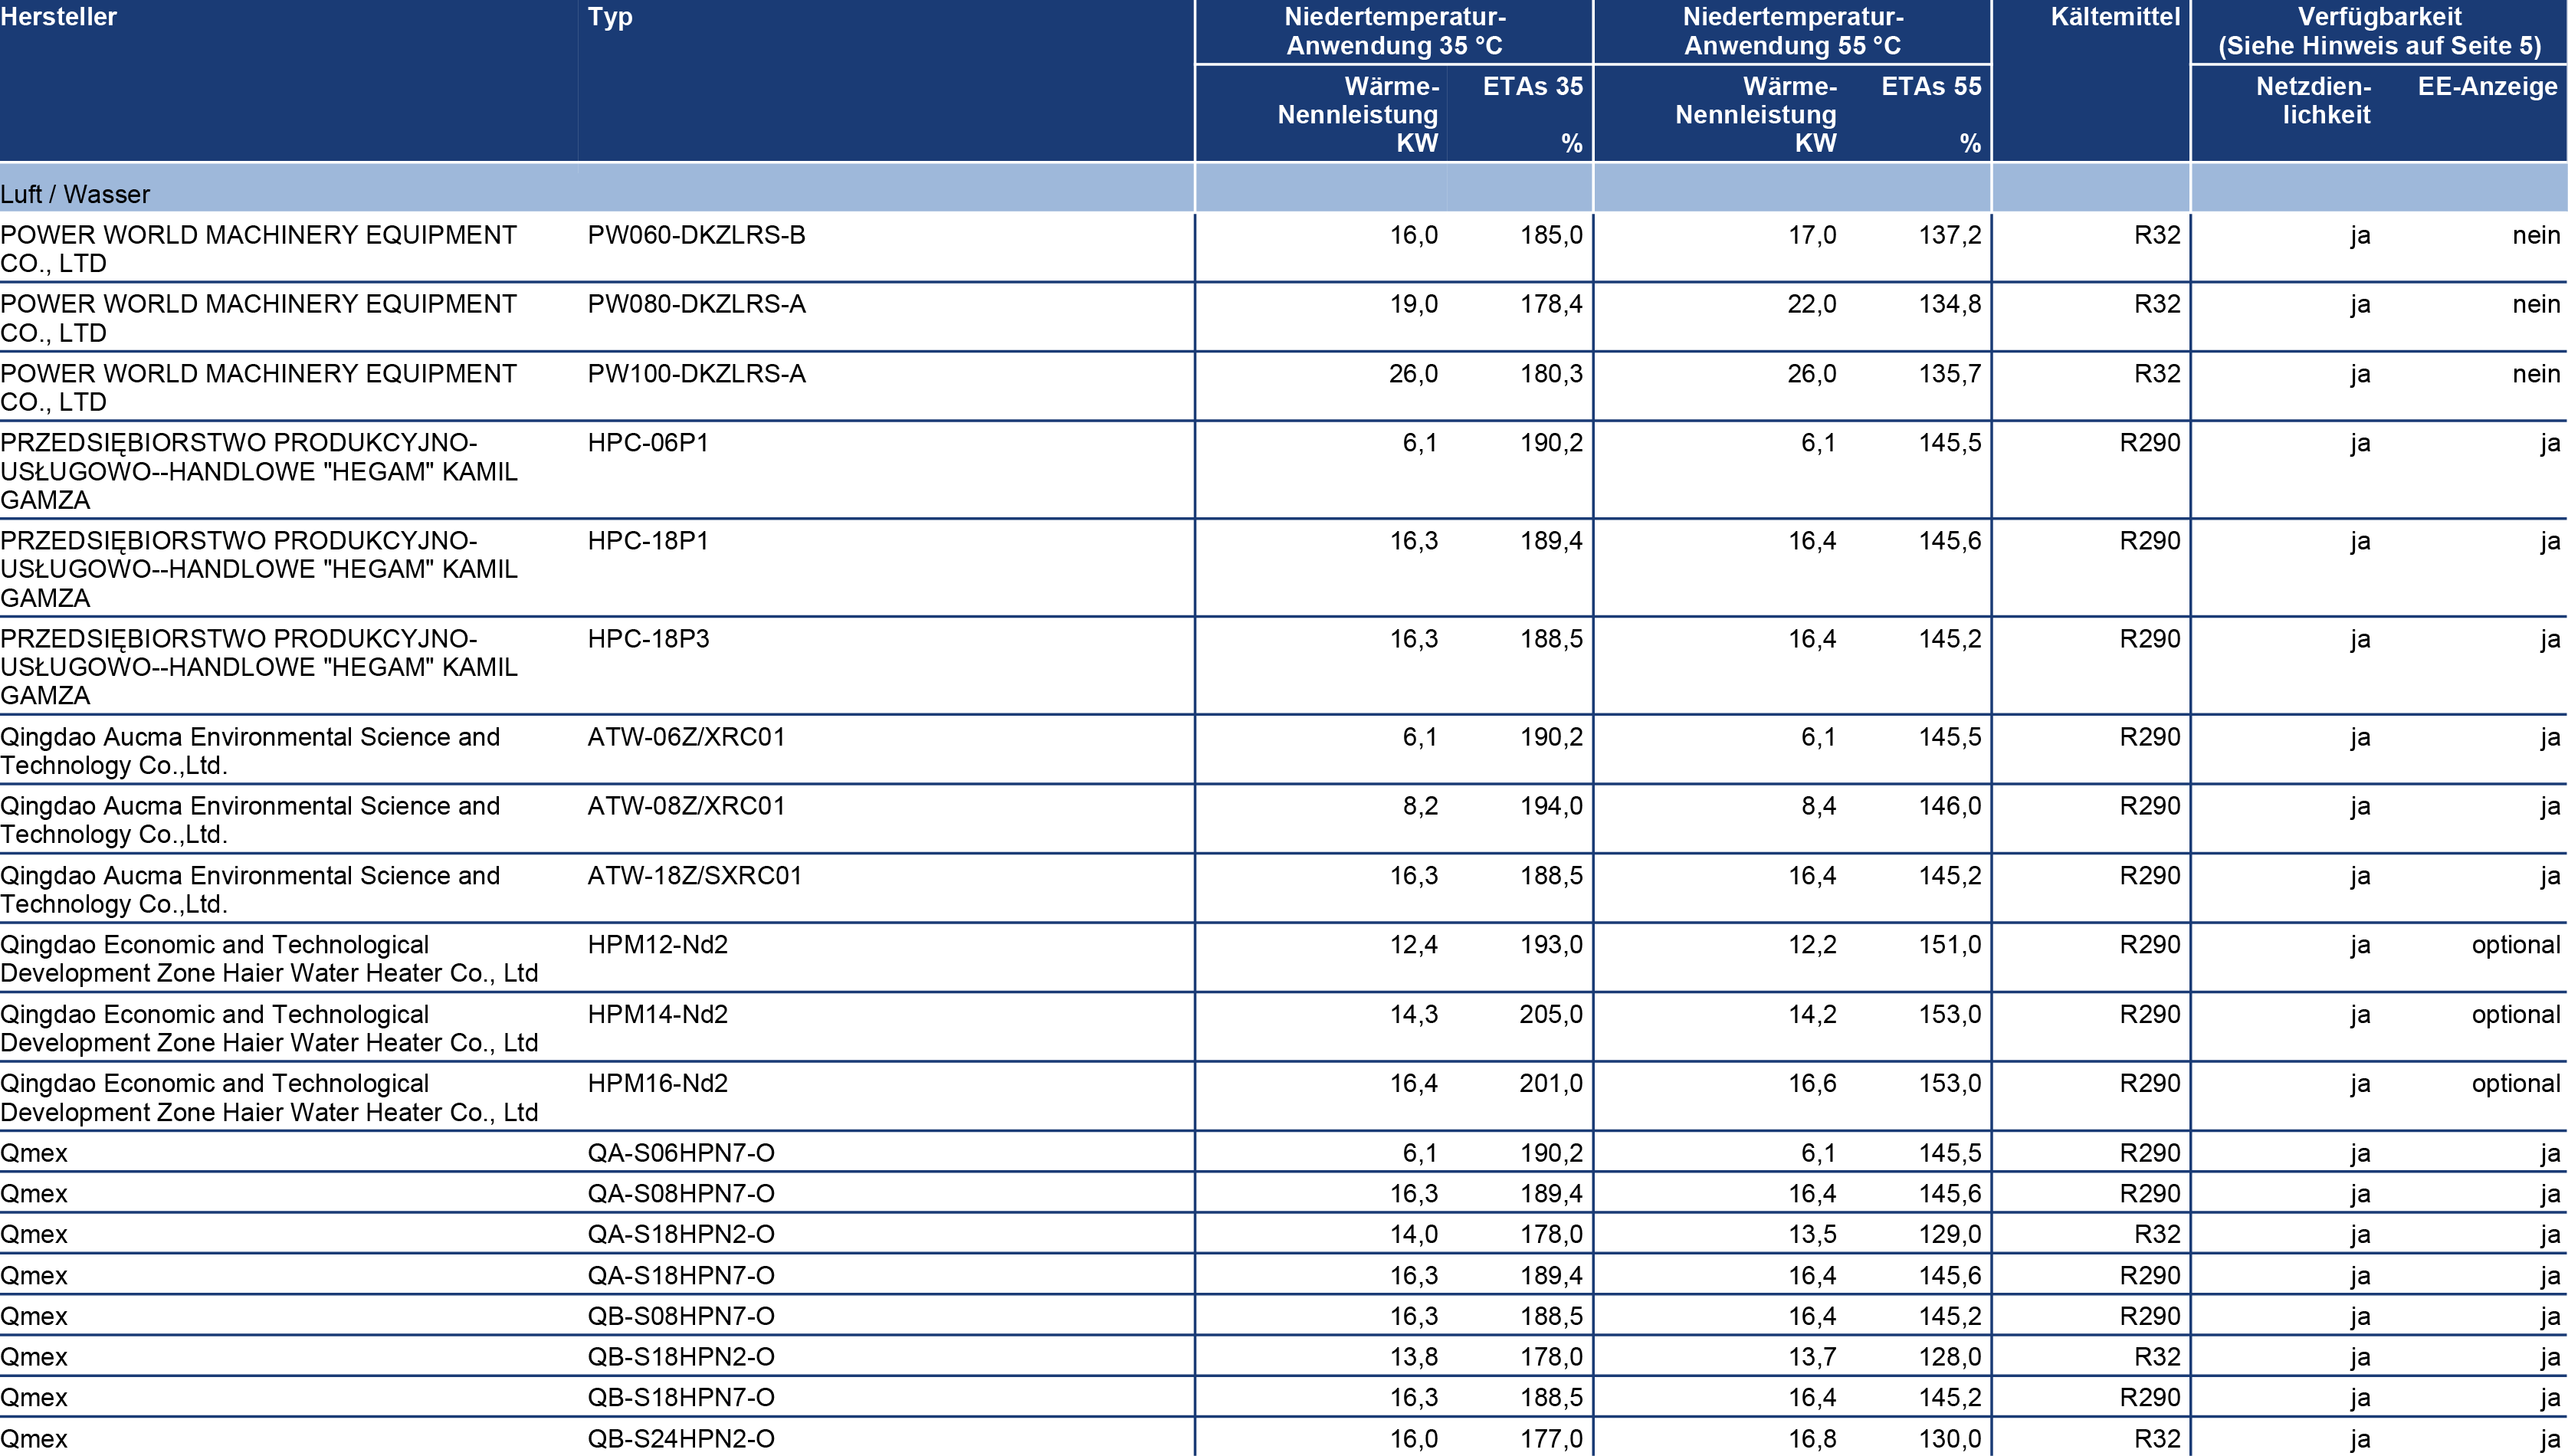 Hersteller Typ Niedertemperatur- Niedertemperatur- Kältemittel Verfügbarkeit
Anwendung 35 °C Anwendung 55 °C (Siehe Hinweis auf Seite 5)
Wärme- ETAs 35 Wärme- ETAs 55 Netzdien- EE-Anzeige
Nennleistung Nennleistung lichkeit
KW % KW %
Luft / Wasser
POWER WORLD MACHINERY EQUIPMENT PW060-DKZLRS-B 16,0 185,0 17,0 137,2 R32 ja nein
CO., LTD
POWER WORLD MACHINERY EQUIPMENT PW080-DKZLRS-A 19,0 178,4 22,0 134,8 R32 ja nein
CO., LTD
POWER WORLD MACHINERY EQUIPMENT PW100-DKZLRS-A 26,0 180,3 26,0 135,7 R32 ja nein
CO., LTD
PRZEDSIĘBIORSTWO PRODUKCYJNO- HPC-06P1 6,1 190,2 6,1 145,5 R290 ja ja
USŁUGOWO--HANDLOWE "HEGAM" KAMIL
GAMZA
PRZEDSIĘBIORSTWO PRODUKCYJNO- HPC-18P1 16,3 189,4 16,4 145,6 R290 ja ja
USŁUGOWO--HANDLOWE "HEGAM" KAMIL
GAMZA
PRZEDSIĘBIORSTWO PRODUKCYJNO- HPC-18P3 16,3 188,5 16,4 145,2 R290 ja ja
USŁUGOWO--HANDLOWE "HEGAM" KAMIL
GAMZA
Qingdao Aucma Environmental Science and ATW-06Z/XRC01 6,1 190,2 6,1 145,5 R290 ja ja
Technology Co.,Ltd.
Qingdao Aucma Environmental Science and ATW-08Z/XRC01 8,2 194,0 8,4 146,0 R290 ja ja
Technology Co.,Ltd.
Qingdao Aucma Environmental Science and ATW-18Z/SXRC01 16,3 188,5 16,4 145,2 R290 ja ja
Technology Co.,Ltd.
Qingdao Economic and Technological HPM12-Nd2 12,4 193,0 12,2 151,0 R290 ja optional
Development Zone Haier Water Heater Co., Ltd
Qingdao Economic and Technological HPM14-Nd2 14,3 205,0 14,2 153,0 R290 ja optional
Development Zone Haier Water Heater Co., Ltd
Qingdao Economic and Technological HPM16-Nd2 16,4 201,0 16,6 153,0 R290 ja optional
Development Zone Haier Water Heater Co., Ltd
Qmex QA-S06HPN7-O 6,1 190,2 6,1 145,5 R290 ja ja
Qmex QA-S08HPN7-O 16,3 189,4 16,4 145,6 R290 ja ja
Qmex QA-S18HPN2-O 14,0 178,0 13,5 129,0 R32 ja ja
Qmex QA-S18HPN7-O 16,3 189,4 16,4 145,6 R290 ja ja
Qmex QB-S08HPN7-O 16,3 188,5 16,4 145,2 R290 ja ja
Qmex QB-S18HPN2-O 13,8 178,0 13,7 128,0 R32 ja ja
Qmex QB-S18HPN7-O 16,3 188,5 16,4 145,2 R290 ja ja
Qmex QB-S24HPN2-O 16,0 177,0 16,8 130,0 R32 ja ja